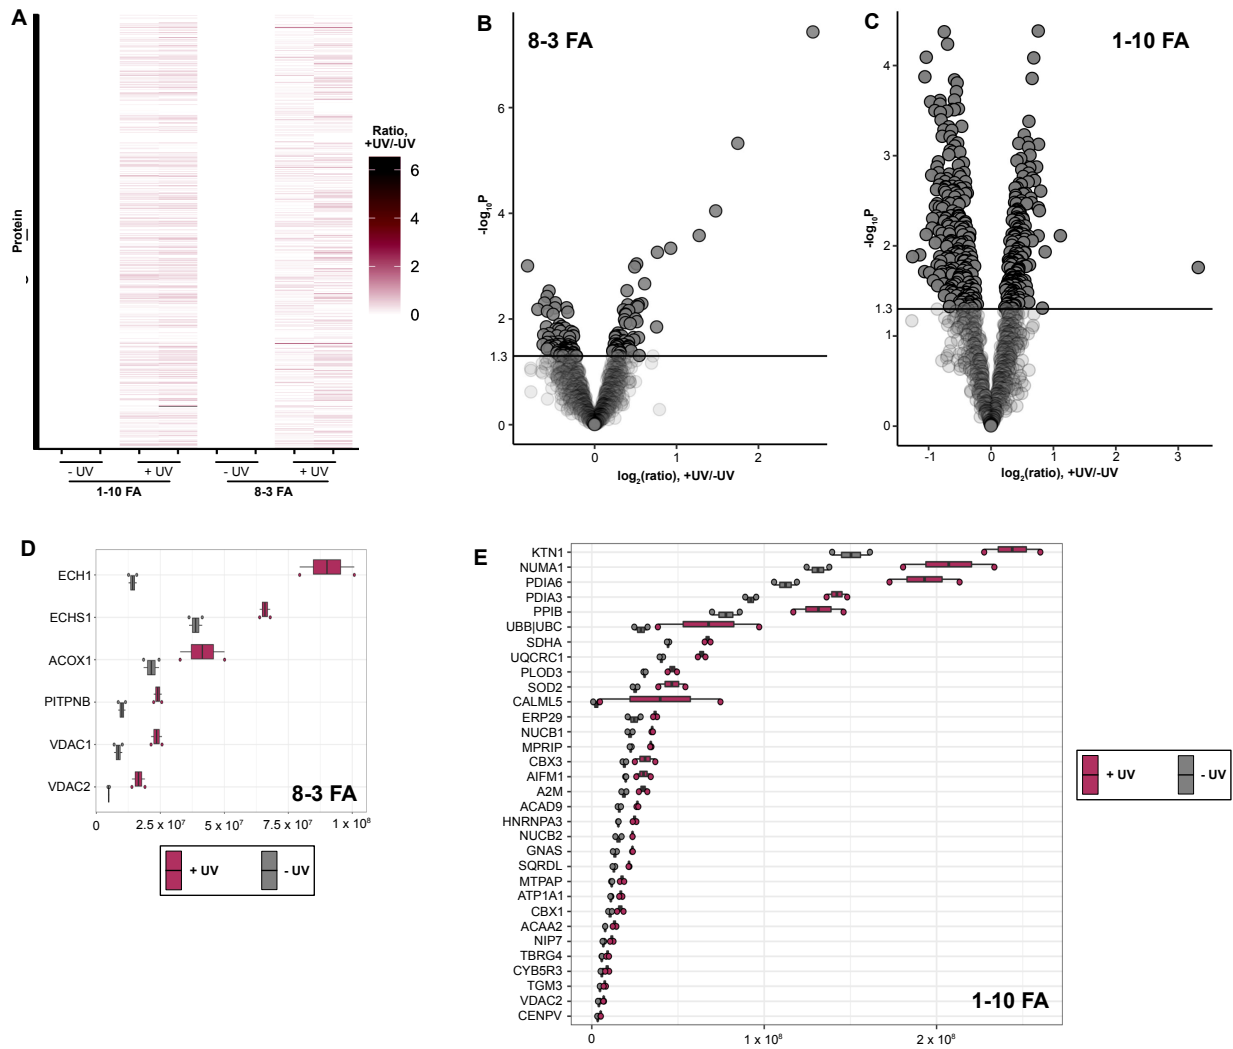 A
Protein
Ratio,
+UV/-UV
6
4
2
0
- UV
+ UV
- UV
+ UV
1-10 FA
8-3 FA
B
8-3 FA
-log₁₀P
6
4
2
1.3
0
0
1
2
log₂(ratio), +UV/-UV
C
1-10 FA
-log₁₀P
4
3
2
1.3
1
0
-1
0
1
2
3
log₂(ratio), +UV/-UV
D
ECH1
ECHS1
ACOX1
PITPNB
VDAC1
VDAC2
8-3 FA
0
2.5 x 10⁷
5 x 10⁷
7.5 x 10⁷
1 x 10⁸
+ UV
- UV
E
KTN1
NUMA1
PDIA6
PDIA3
PPIB
UBB|UBC
SDHA
UQCRC1
PLOD3
SOD2
CALML5
ERP29
NUCB1
MPRIP
CBX3
AIFM1
A2M
ACAD9
HNRNPA3
NUCB2
GNAS
SQRDL
MTPAP
ATP1A1
CBX1
ACAA2
NIP7
TBRG4
CYB5R3
TGM3
VDAC2
CENPV
1-10 FA
0
1 x 10⁸
2 x 10⁸
+ UV
- UV